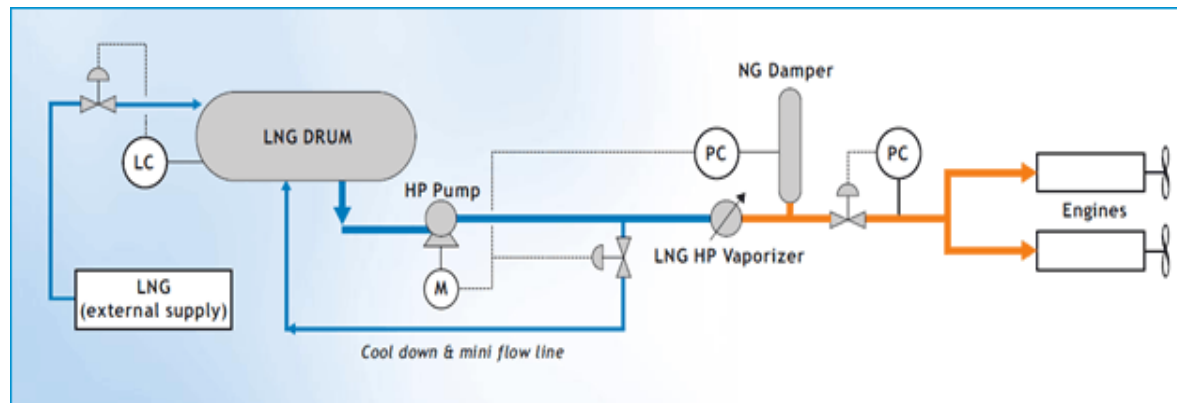 NG Damper
LNG DRUM
LC
PC
PC
HP Pump
Engines
LNG HP Vaporizer
M
LNG
(external supply)
Cool down & mini flow line